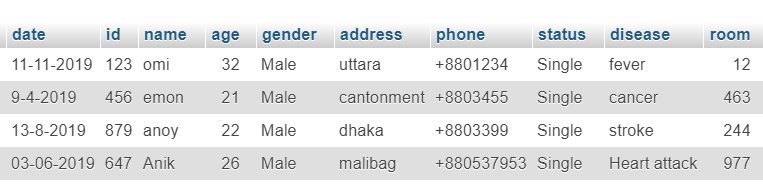 date id name age gender address phone status disease room
11-11-2019 123 omi 32 Male uttara +8801234 Single fever 12
9-4-2019 456 emon 21 Male cantonment +8803455 Single cancer 463
13-8-2019 879 anoy 22 Male dhaka +8803399 Single stroke 244
03-06-2019 647 Anik 26 Male malibag +880537953 Single Heart attack 977